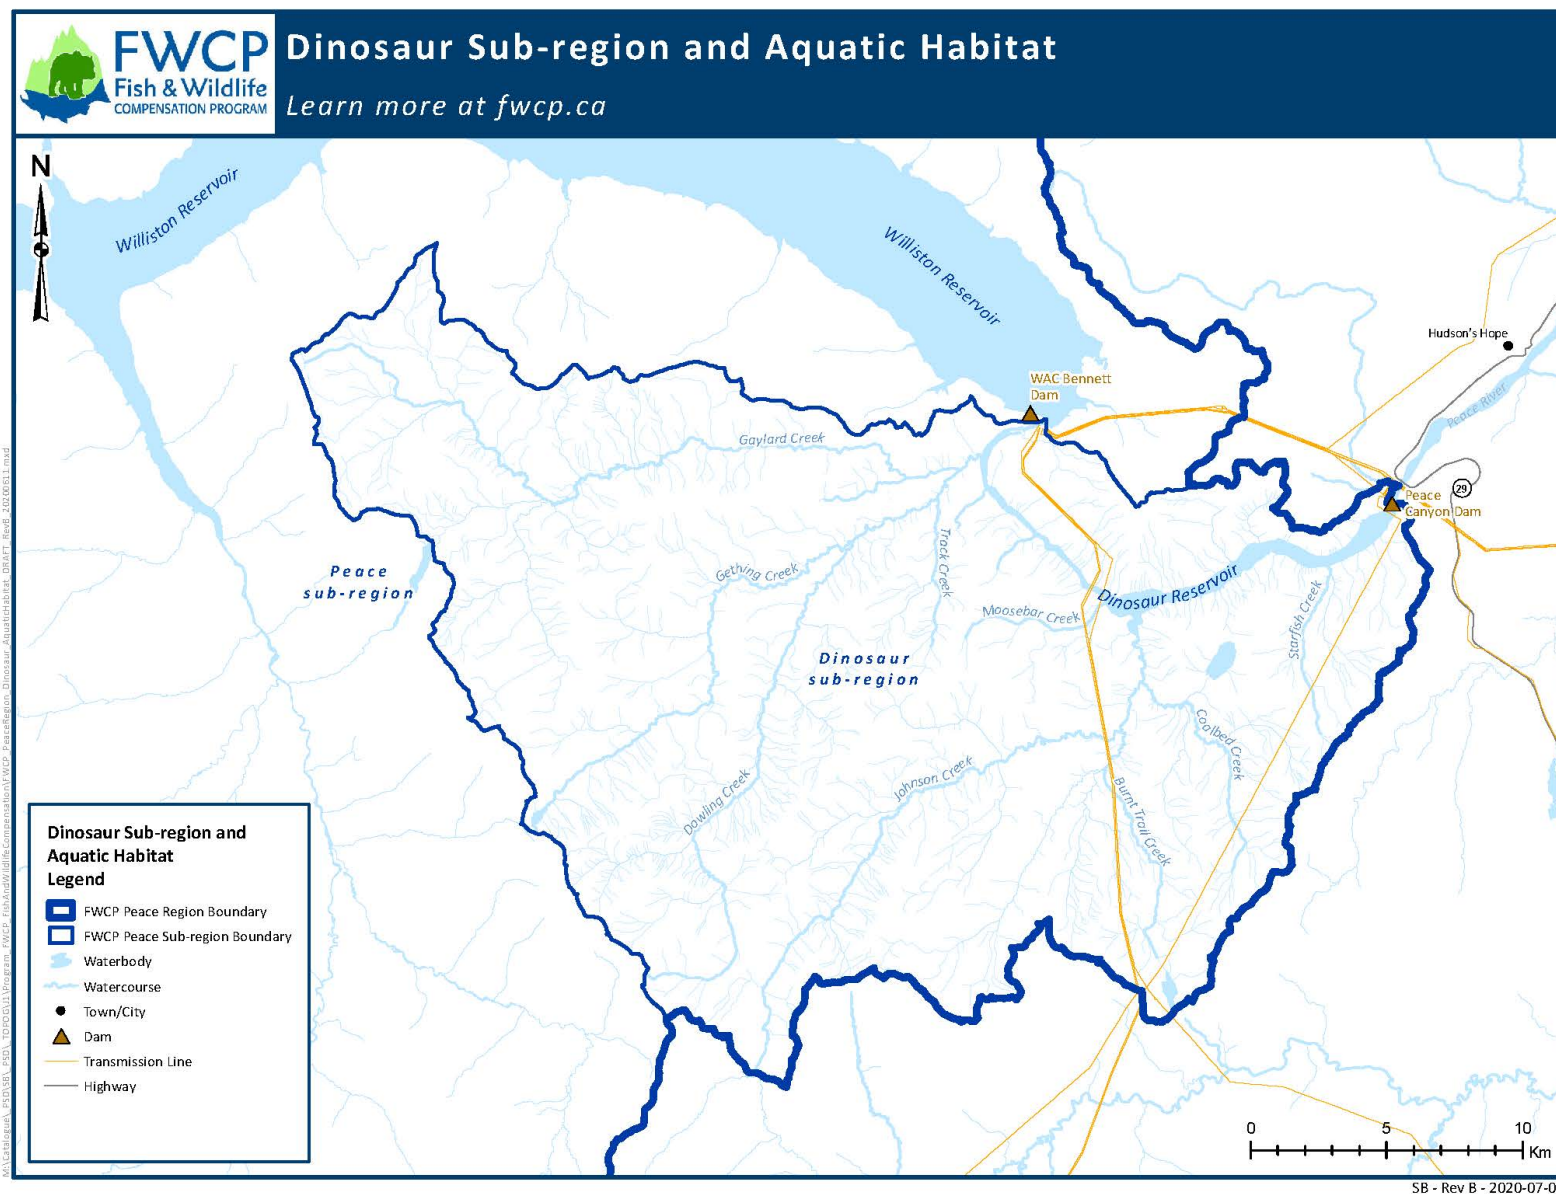 FWCP
Fish & Wildlife
COMPENSATION PROGRAM
Dinosaur Sub-region and Aquatic Habitat
Learn more at fwcp.ca
N
Williston Reservoir
Williston Reservoir
Hudson's Hope
WAC Bennett
Dam
Peace River
Gaylard Creek
29
Peace
Canyon Dam
Track Creek
Peace
sub-region
Gething Creek
Dinosaur Reservoir
Moosebar Creek
Starfish Creek
Dinosaur
sub-region
Coalbed Creek
Johnson Creek
Dowling Creek
Burnt Trail Creek
Dinosaur Sub-region and
Aquatic Habitat
Legend
FWCP Peace Region Boundary
FWCP Peace Sub-region Boundary
Waterbody
Watercourse
Town/City
Dam
Transmission Line
Highway
0 5 10
Km
SB - Rev B - 2020-07-0